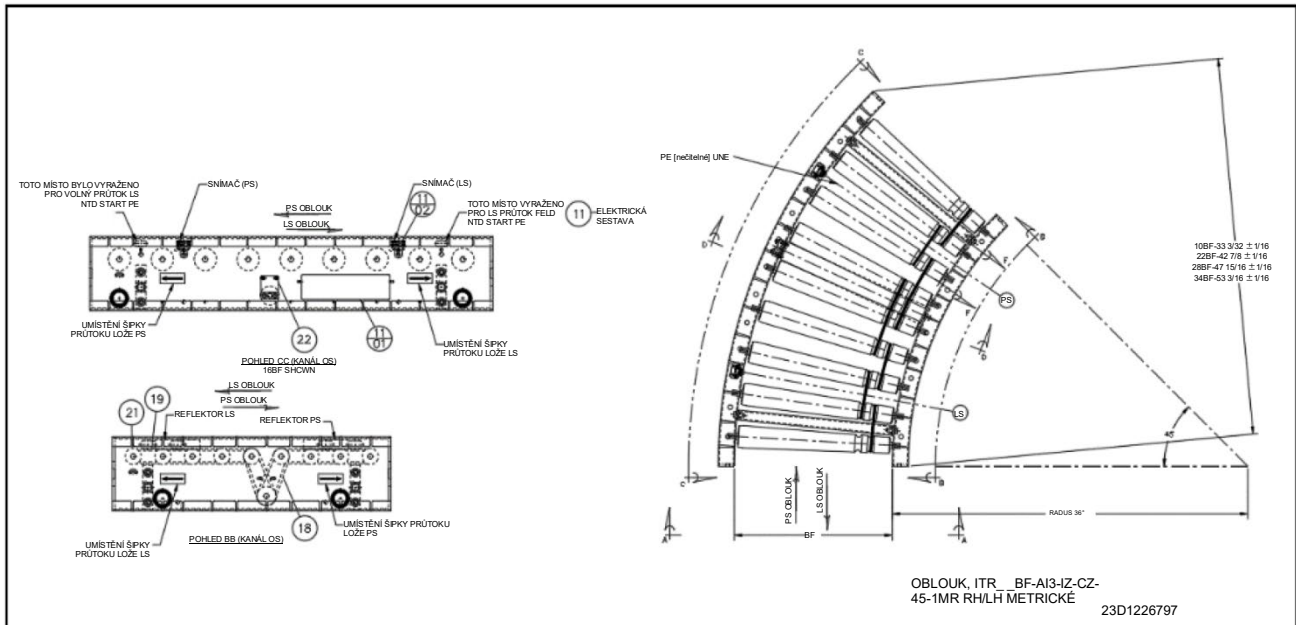 TOTO MÍSTO BYLO VYRAŽENO
PRO VOLNÝ PRŮTOK LS
NTD START PE
SNÍMAČ (PS)
PS OBLOUK
LS OBLOUK
SNÍMAČ (LS)
11
02
TOTO MÍSTO VYRAŽENO
PRO LS PRŮTOK FELD
NTD START PE
11
ELEKTRICKÁ
SESTAVA
UMÍSTĚNÍ ŠIPKY
PRŮTOKU LOŽE PS
22
11
01
UMÍSTĚNÍ ŠIPKY
PRŮTOKU LOŽE LS
POHLED CC (KANÁL OS)
16BF SHCWN
LS OBLOUK
PS OBLOUK
21
19
REFLEKTOR LS
REFLEKTOR PS
18
UMÍSTĚNÍ ŠIPKY PRŮTOKU
LOŽE PS
UMÍSTĚNÍ ŠIPKY
PRŮTOKU LOŽE LS
POHLED BB (KANÁL OS)
C
PE [nečitelné] UNE
D
B
F
PS
F
D
LS
10BF-33 3/32 ± 1/16
22BF-42 7/8 ± 1/16
28BF-47 15/16 ± 1/16
34BF-53 3/16 ± 1/16
45°
C
B
PS OBLOUK
LS OBLOUK
RADUS 36"
A
BF
A
OBLOUK, ITR_ _BF-AI3-IZ-CZ-
45-1MR RH/LH METRICKÉ
23D1226797